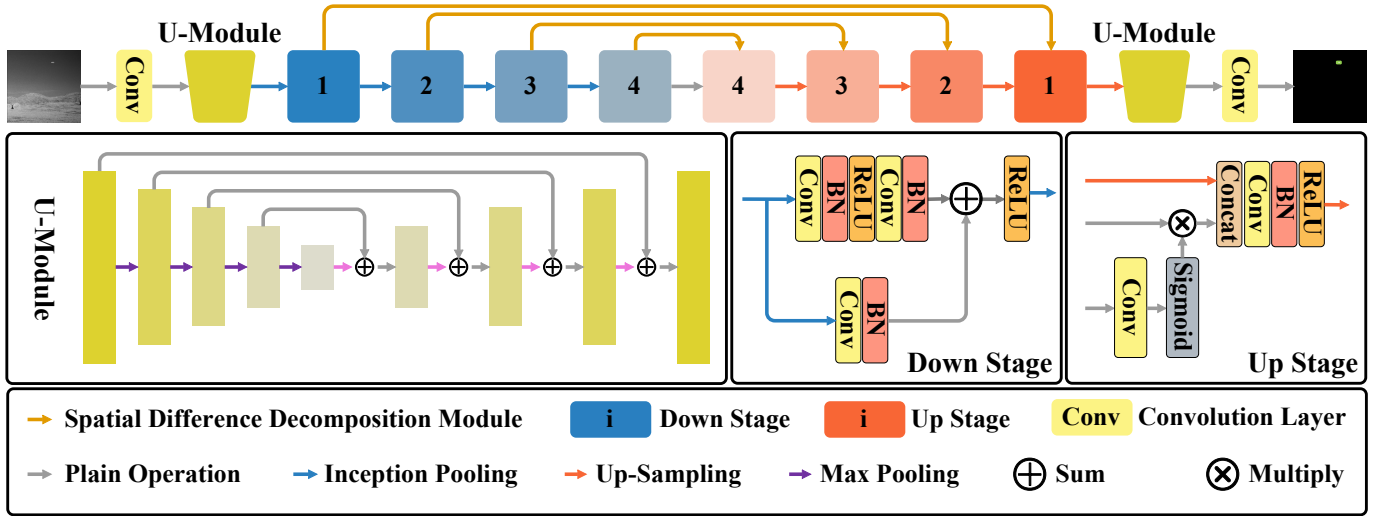 U-Module
U-Module
Conv
1
2
3
4
4
3
2
1
Conv
U-Module
Conv
BN
ReLU
Conv
BN
ReLU
Conv
BN
Down Stage
Concat
Conv
BN
ReLU
Conv
Sigmoid
Up Stage
Spatial Difference Decomposition Module
i Down Stage
i Up Stage
Conv Convolution Layer
Plain Operation
Inception Pooling
Up-Sampling
Max Pooling
Sum
Multiply